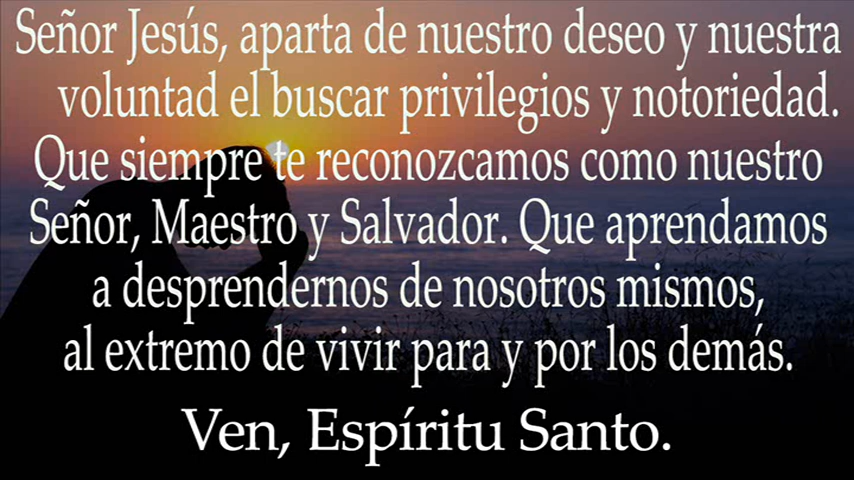 Señor Jesús, aparta de nuestro deseo y nuestra
voluntad el buscar privilegios y notoriedad.
Que siempre te reconozcamos como nuestro
Señor, Maestro y Salvador. Que aprendamos
a desprendernos de nosotros mismos,
al extremo de vivir para y por los demás.
Ven, Espíritu Santo.